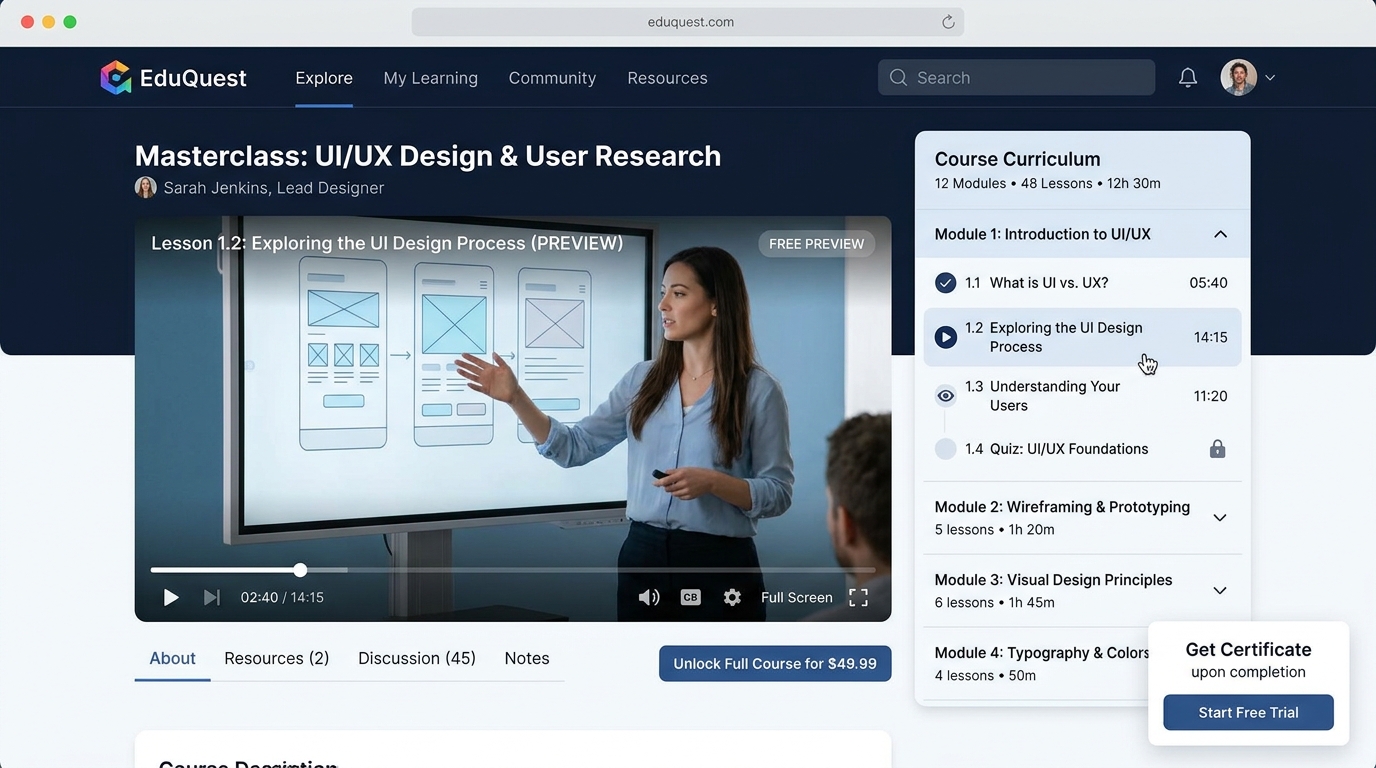 eduquest.com
EduQuest
Explore
My Learning
Community
Resources
Search
Masterclass: UI/UX Design & User Research
Sarah Jenkins, Lead Designer
Lesson 1.2: Exploring the UI Design Process (PREVIEW)
FREE PREVIEW
02:40 / 14:15
CB
Full Screen
About
Resources (2)
Discussion (45)
Notes
Unlock Full Course for $49.99
Course
Course Curriculum
12 Modules • 48 Lessons • 12h 30m
Module 1: Introduction to UI/UX
1.1 What is UI vs. UX? 05:40
1.2 Exploring the UI Design
Process
14:15
1.3 Understanding Your
Users
11:20
1.4 Quiz: UI/UX Foundations
Module 2: Wireframing & Prototyping
5 lessons • 1h 20m
Module 3: Visual Design Principles
6 lessons • 1h 45m
Module 4: Typography & Colors
4 lessons • 50m
Get Certificate
upon completion
Start Free Trial